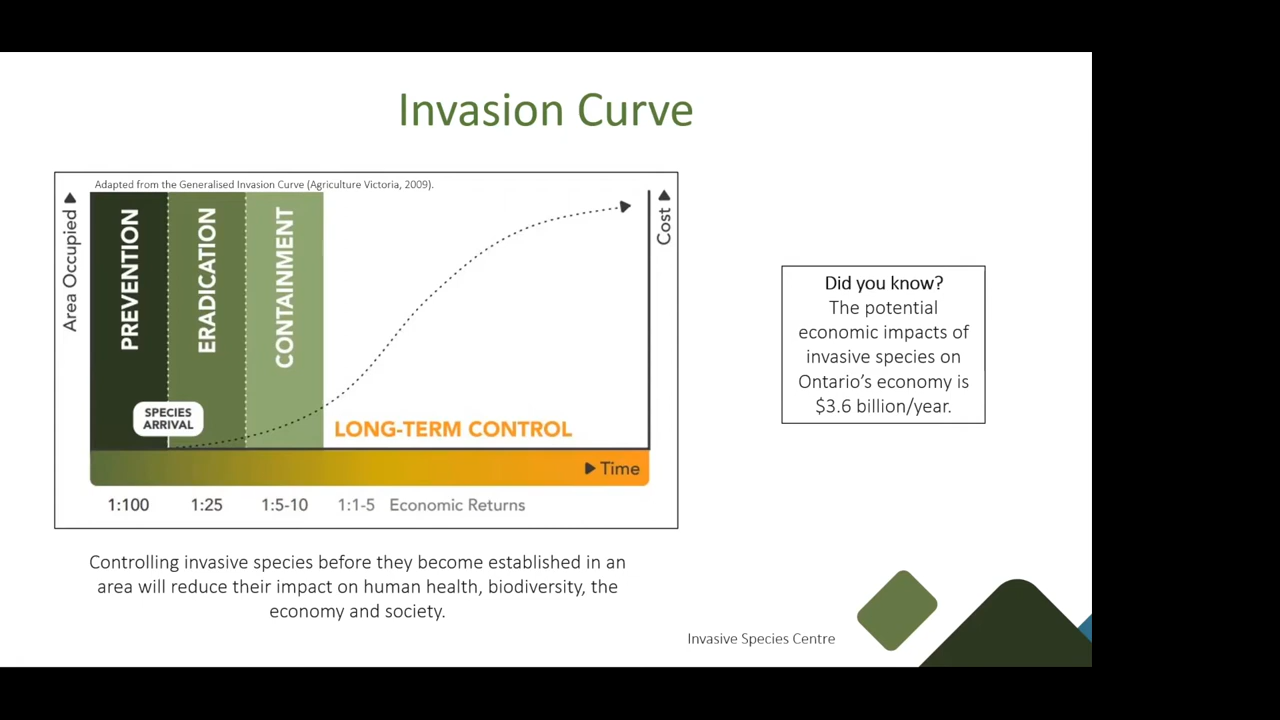 Invasion Curve
Adapted from the Generalised Invasion Curve (Agriculture Victoria, 2009).
Area Occupied
PREVENTION
ERADICATION
CONTAINMENT
Cost
SPECIES
ARRIVAL
LONG-TERM CONTROL
Time
1:100 1:25 1:5-10 1:1-5 Economic Returns
Did you know?
The potential
economic impacts of
invasive species on
Ontario's economy is
$3.6 billion/year.
Controlling invasive species before they become established in an
area will reduce their impact on human health, biodiversity, the
economy and society.
Invasive Species Centre